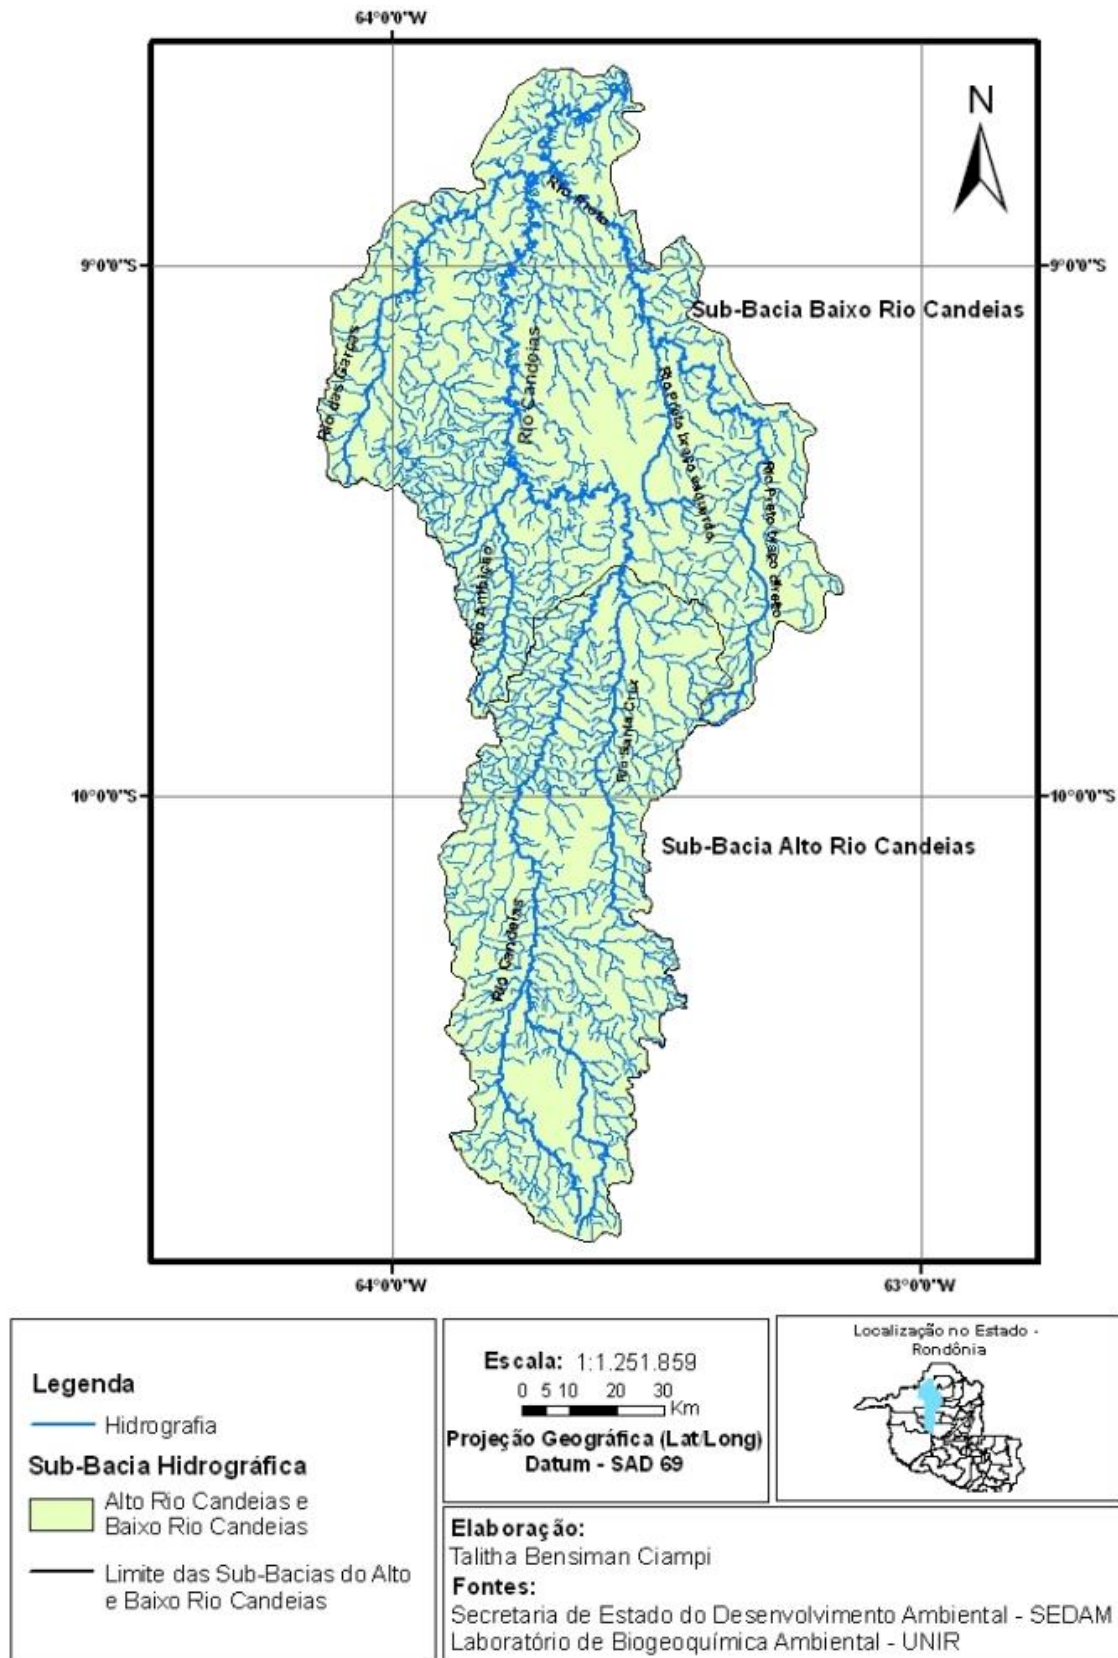 64°0'0"W
N
9°0'0"S
9°0'0"S
Rio Preto
Sub-Bacia Baixo Rio Candeias
Rio das Garças
Rio Candeias
Rio Preto braço esquerdo
Rio Preto braço direito
Rio Ambição
Rio Santa Cruz
10°0'0"S
10°0'0"S
Sub-Bacia Alto Rio Candeias
Rio Candeias
64°0'0"W
63°0'0"W
Legenda
Hidrografia
Sub-Bacia Hidrográfica
Alto Rio Candeias e
Baixo Rio Candeias
Limite das Sub-Bacias do Alto
e Baixo Rio Candeias
Escala: 1:1.251.859
0 5 10 20 30
Km
Projeção Geográfica (Lat/Long)
Datum - SAD 69
Localização no Estado -
Rondônia
Elaboração:
Talitha Bensiman Ciampi
Fontes:
Secretaria de Estado do Desenvolvimento Ambiental - SEDAM
Laboratório de Biogeoquímica Ambiental - UNIR